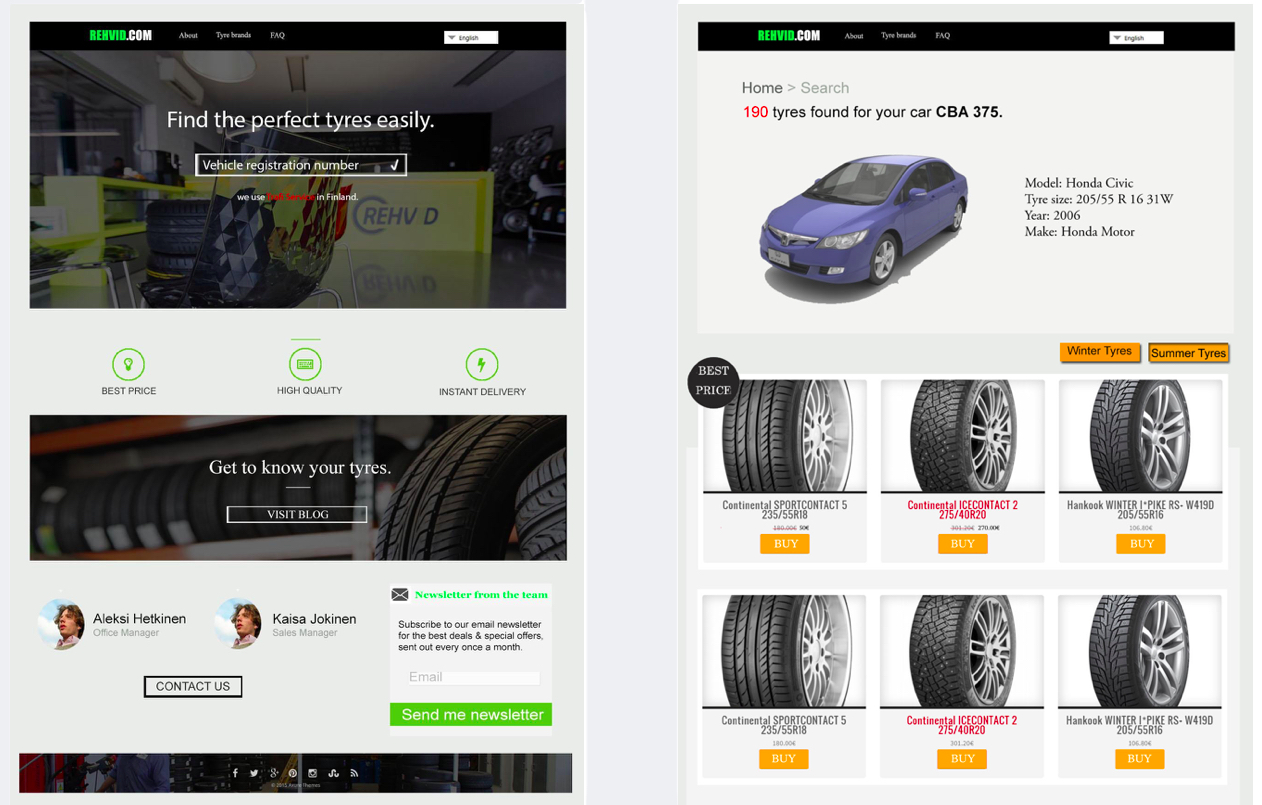 REHVID.COM
About
Tyre brands
FAQ
English
Find the perfect tyres easily.
Vehicle registration number
we use
in Finland.
REHV D
BEST PRICE
HIGH QUALITY
INSTANT DELIVERY
Get to know your tyres.
VISIT BLOG
Aleksi Hetkinen
Office Manager
Kaisa Jokinen
Sales Manager
CONTACT US
Newsletter from the team
Subscribe to our email newsletter
for the best deals & special offers,
sent out every once a month.
Email
Send me newsletter
REHVID.COM
About
Tyre brands
FAQ
English
Home > Search
190 tyres found for your car CBA 375.
Model: Honda Civic
Tyre size: 205/55 R 16 31W
Year: 2006
Make: Honda Motor
Winter Tyres
Summer Tyres
BEST
PRICE
Continental SPORTCONTACT 5
235/55R18
180.00€ 50€
BUY
Continental ICECONTACT 2
275/40R20
301,20€ 270.00€
BUY
Hankook WINTER I*PIKE RS- W419D
205/55R16
106.80€
BUY
Continental SPORTCONTACT 5
235/55R18
180.00€
BUY
Continental ICECONTACT 2
275/40R20
301,20€
BUY
Hankook WINTER I*PIKE RS- W419D
205/55R16
106.80€
BUY